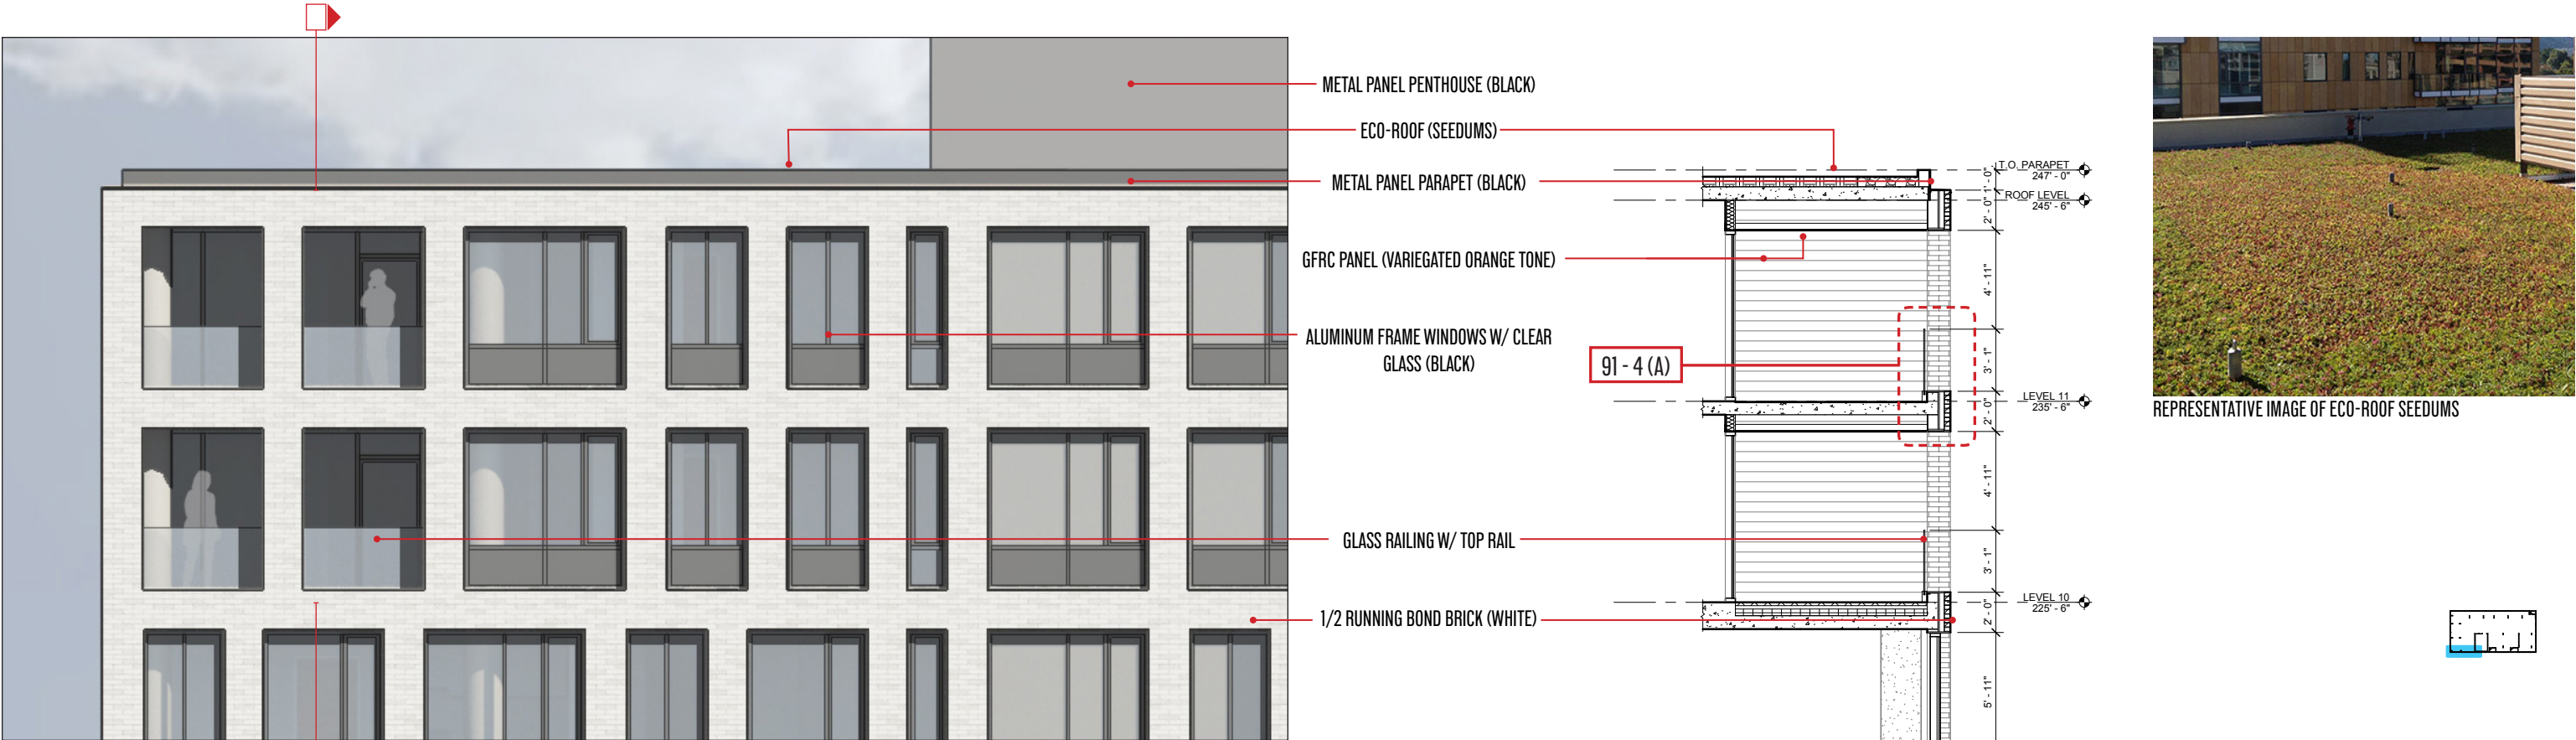 METAL PANEL PENTHOUSE (BLACK)
ECO-ROOF (SEEDUMS)
METAL PANEL PARAPET (BLACK)
GFRC PANEL (VARIEGATED ORANGE TONE)
ALUMINUM FRAME WINDOWS W/ CLEAR
GLASS (BLACK)
91 - 4 (A)
GLASS RAILING W/ TOP RAIL
1/2 RUNNING BOND BRICK (WHITE)
T.O. PARAPET
247' - 0"
ROOF LEVEL
245' - 6"
2' - 0"
4' - 11"
3' - 1"
LEVEL 11
235' - 6"
2' - 0"
4' - 11"
3' - 1"
LEVEL 10
225' - 6"
2' - 0"
5' - 11"
REPRESENTATIVE IMAGE OF ECO-ROOF SEEDUMS